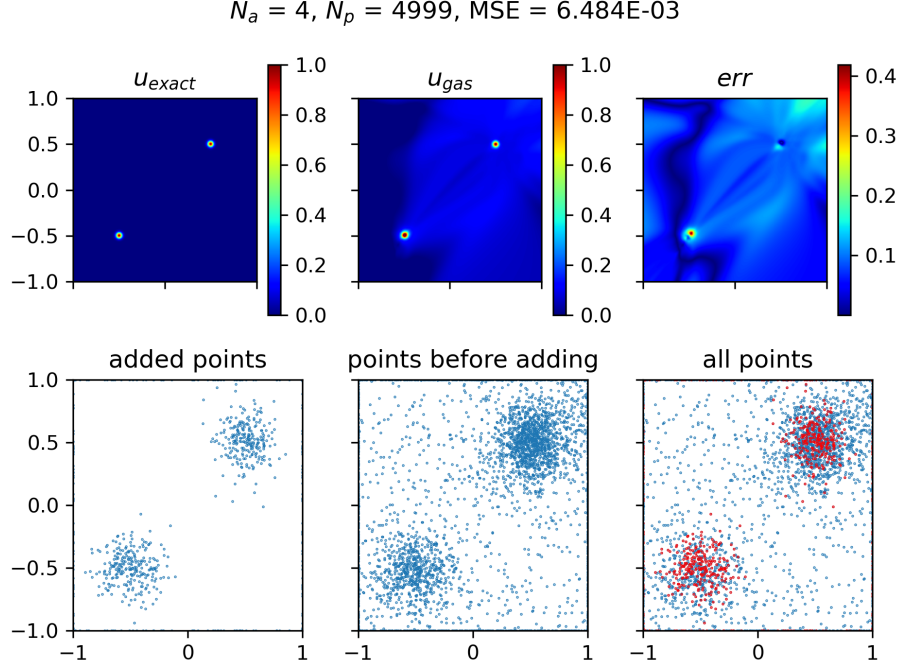 Nₐ = 4, Nₚ = 4999, MSE = 6.484E-03
u_exact
u_gas
err
1.0
0.5
0.0
−0.5
−1.0
1.0
0.8
0.6
0.4
0.2
0.0
1.0
0.8
0.6
0.4
0.2
0.0
0.4
0.3
0.2
0.1
added points
points before adding
all points
1.0
0.5
0.0
−0.5
−1.0
−1 0 1
−1 0 1
−1 0 1